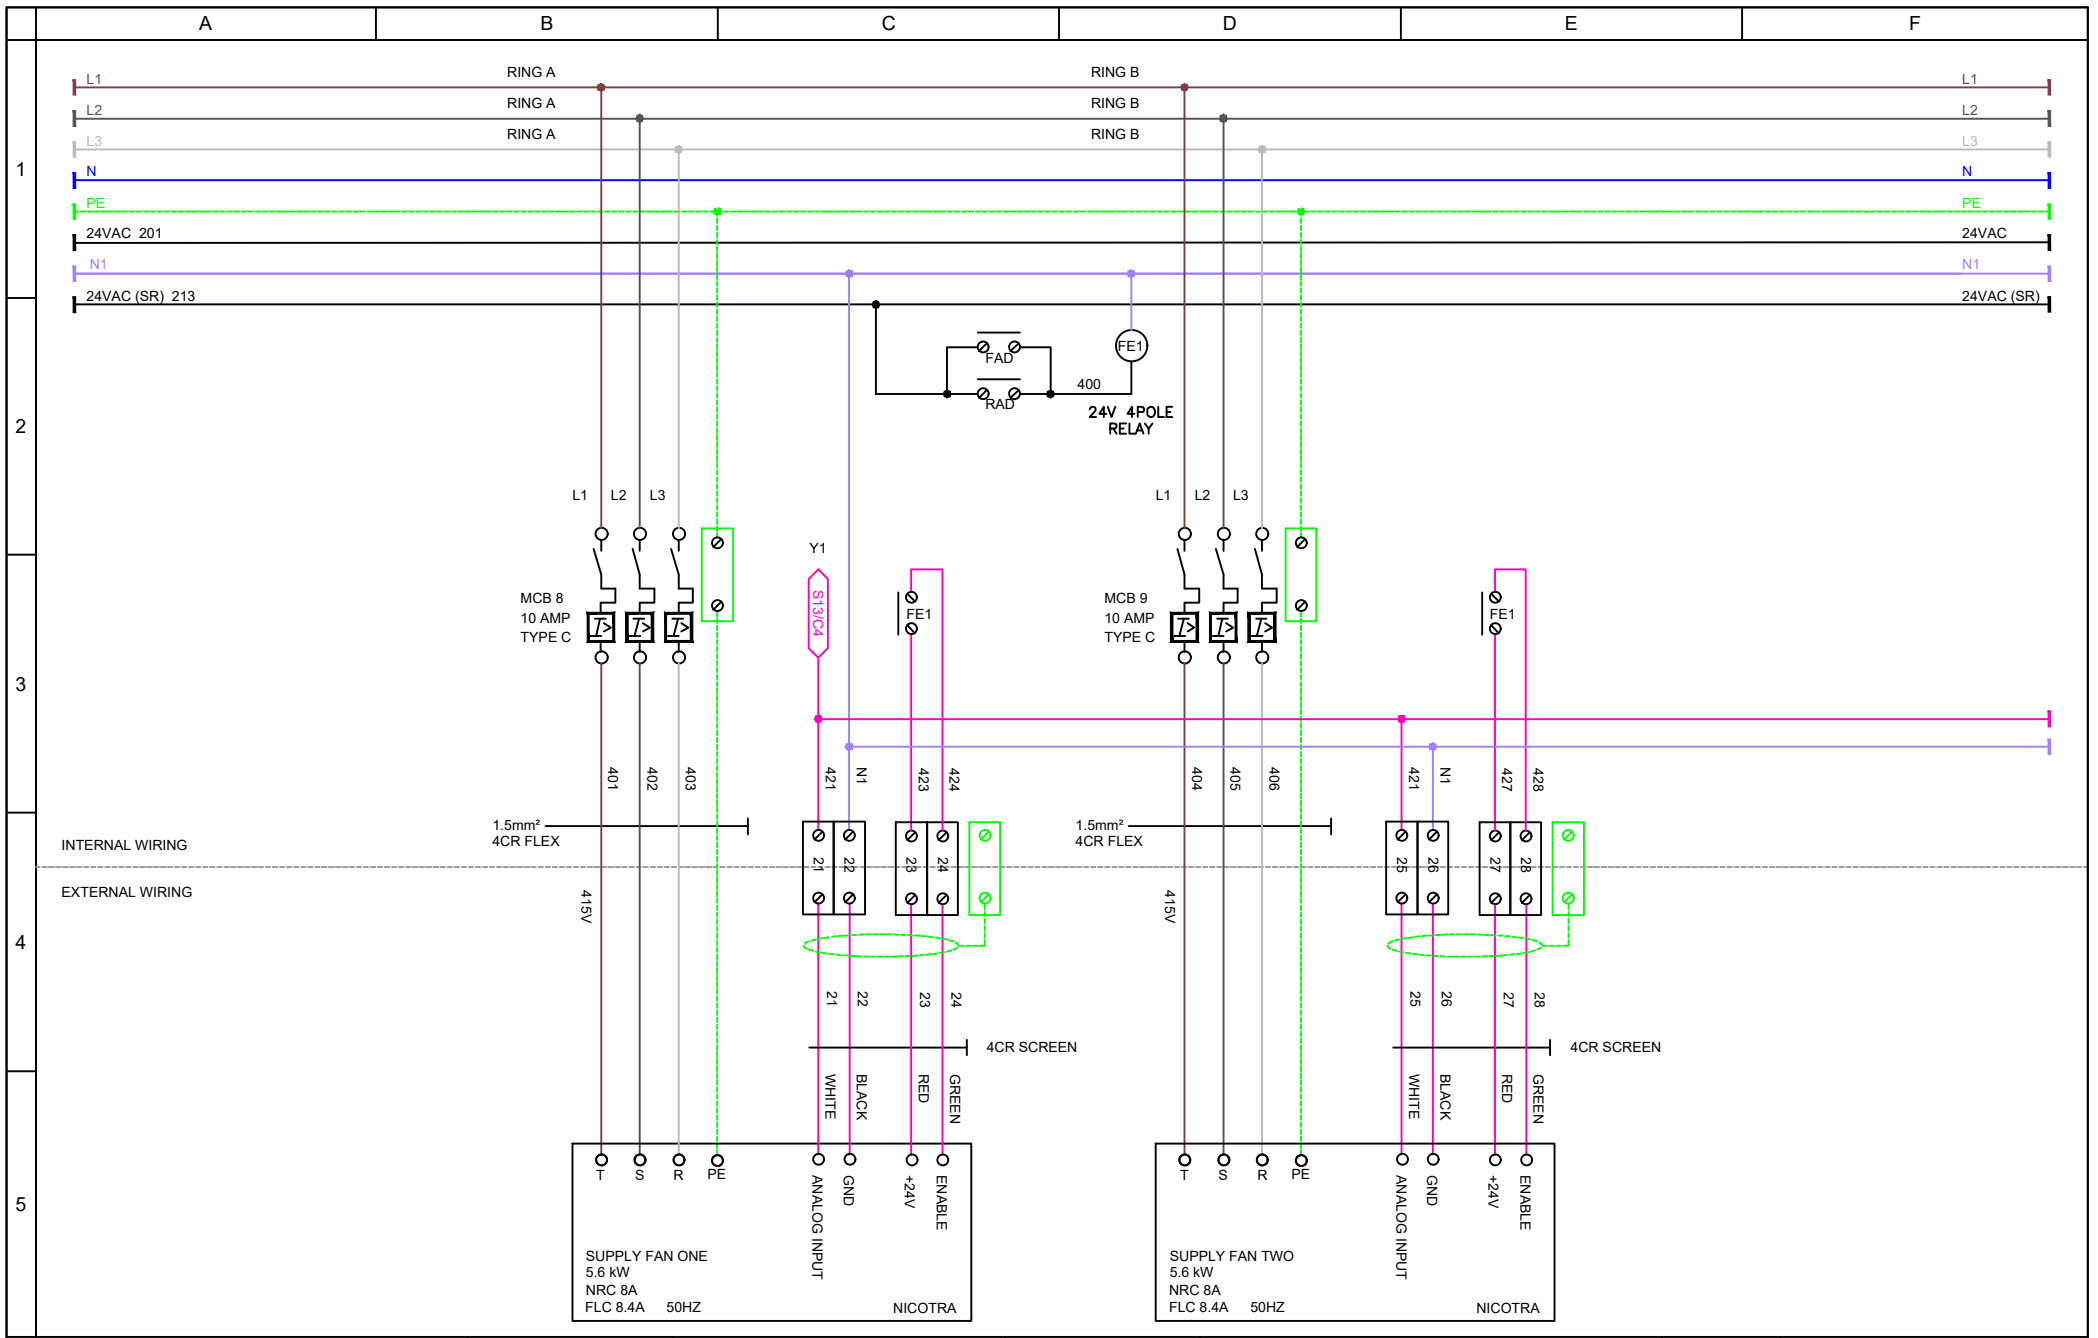 A B C D E F
L1 RING A RING B L1
L2 RING A RING B L2
L3 RING A RING B L3
1
N N
PE PE
24VAC 201 24VAC
N1 N1
24VAC (SR) 213 24VAC (SR)
FAD FE1
400
RAD
24V 4POLE
RELAY
2
L1 L2 L3 L1 L2 L3
Y1
S13/C4
MCB 8
10 AMP
TYPE C
FE1
MCB 9
10 AMP
TYPE C
FE1
I> I> I> I> I> I>
3
401 402 403 421 N1 423 424 404 405 406 421 N1 427 428
1.5mm²
4CR FLEX
1.5mm²
4CR FLEX
INTERNAL WIRING
21 22 23 24 25 26 27 28
EXTERNAL WIRING
415V 415V
4
21 22 23 24 25 26 27 28
4CR SCREEN 4CR SCREEN
WHITE BLACK RED GREEN WHITE BLACK RED GREEN
T S R PE ANALOG INPUT GND +24V ENABLE T S R PE ANALOG INPUT GND +24V ENABLE
5
SUPPLY FAN ONE
5.6 kW
NRC 8A
FLC 8.4A 50HZ NICOTRA
SUPPLY FAN TWO
5.6 kW
NRC 8A
FLC 8.4A 50HZ NICOTRA